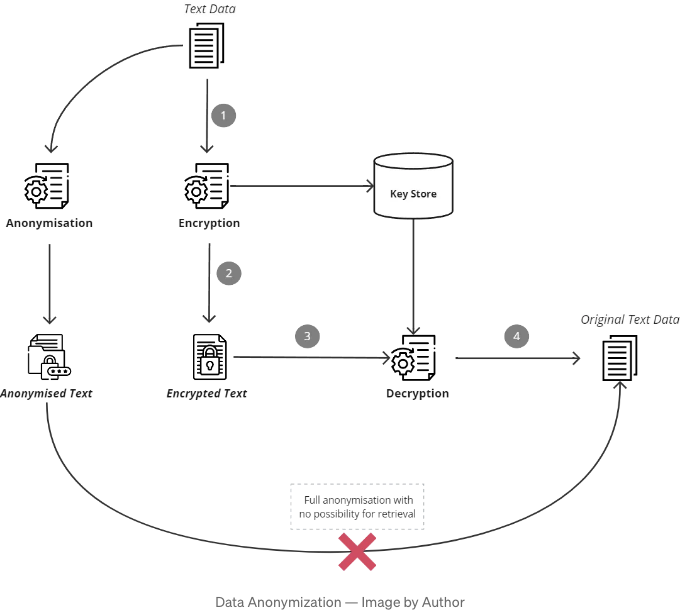 Text Data
1
Key Store
Anonymisation
Encryption
2
Original Text Data
3
4
Anonymised Text
Encrypted Text
Decryption
Full anonymisation with
no possibility for retrieval
Data Anonymization — Image by Author